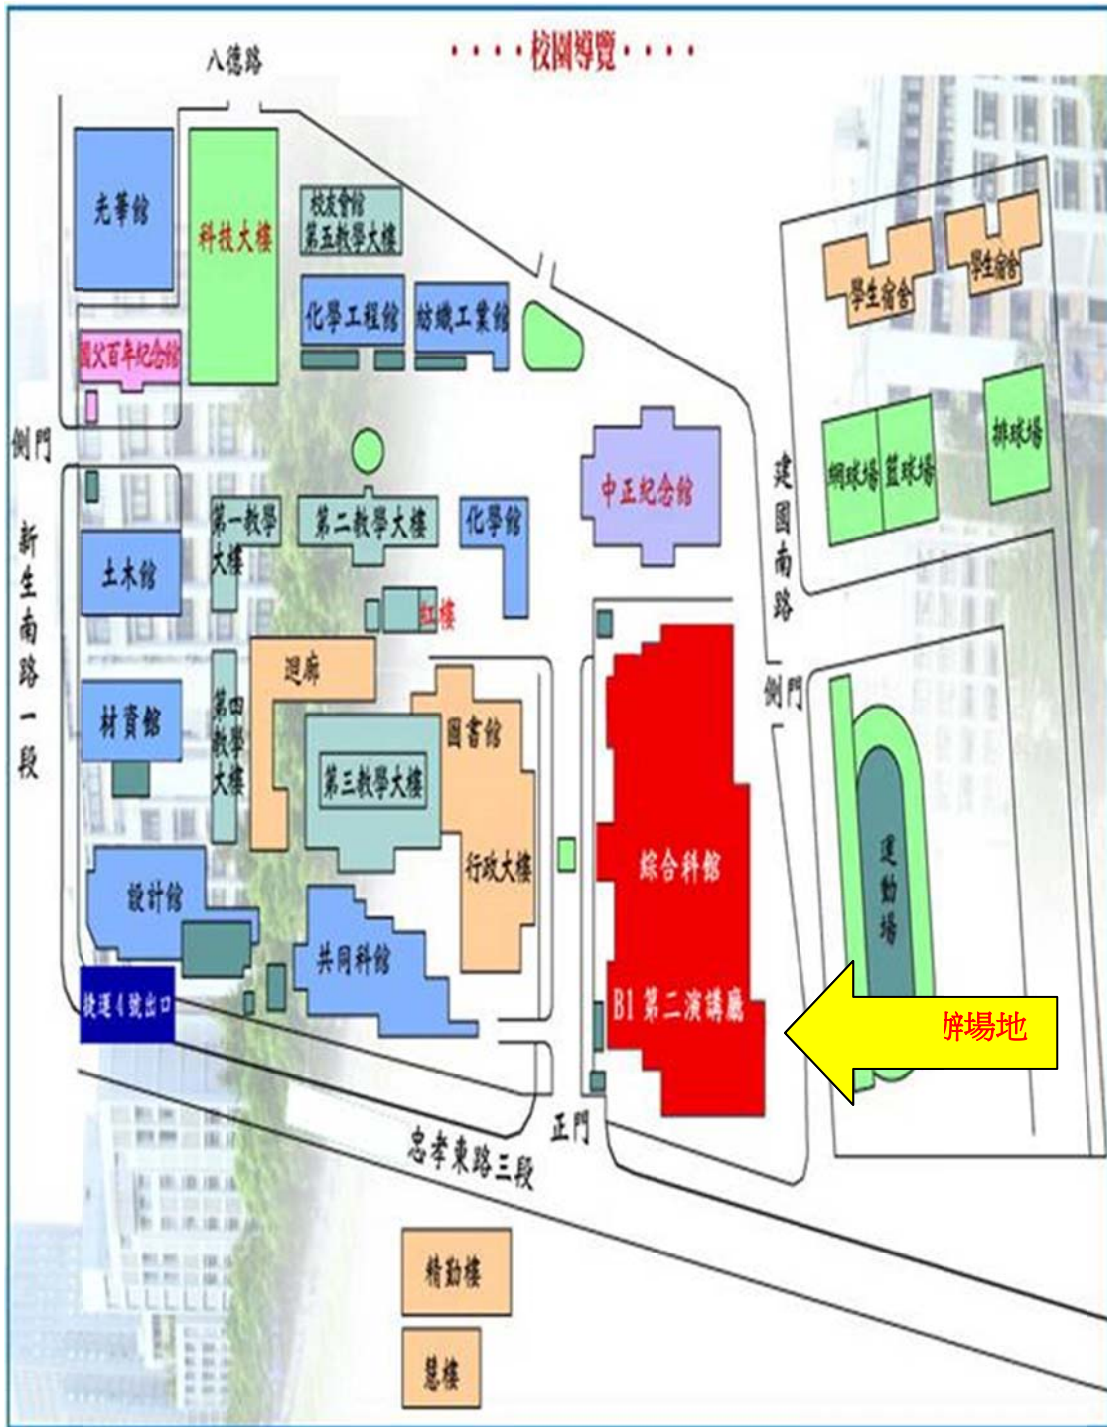 ‧‧‧‧校園導覽‧‧‧‧
八德路
光華館
科技大樓
校友會館
第五教學大樓
化學工程館
紡織工業館
學生宿舍
學生宿舍
國父百年紀念館
側門
網球場
籃球場
排球場
建國南路
中正紀念館
第一教學
大樓
第二教學大樓
化學館
新生南路一段
土木館
紅樓
迴廊
側門
材資館
第四
教學
大樓
圖書館
第三教學大樓
行政大樓
綜合科館
運動場
設計館
共同科館
捷運4號出口
B1 第二演講廳
辦場地
正門
忠孝東路三段
精勤樓
慧樓